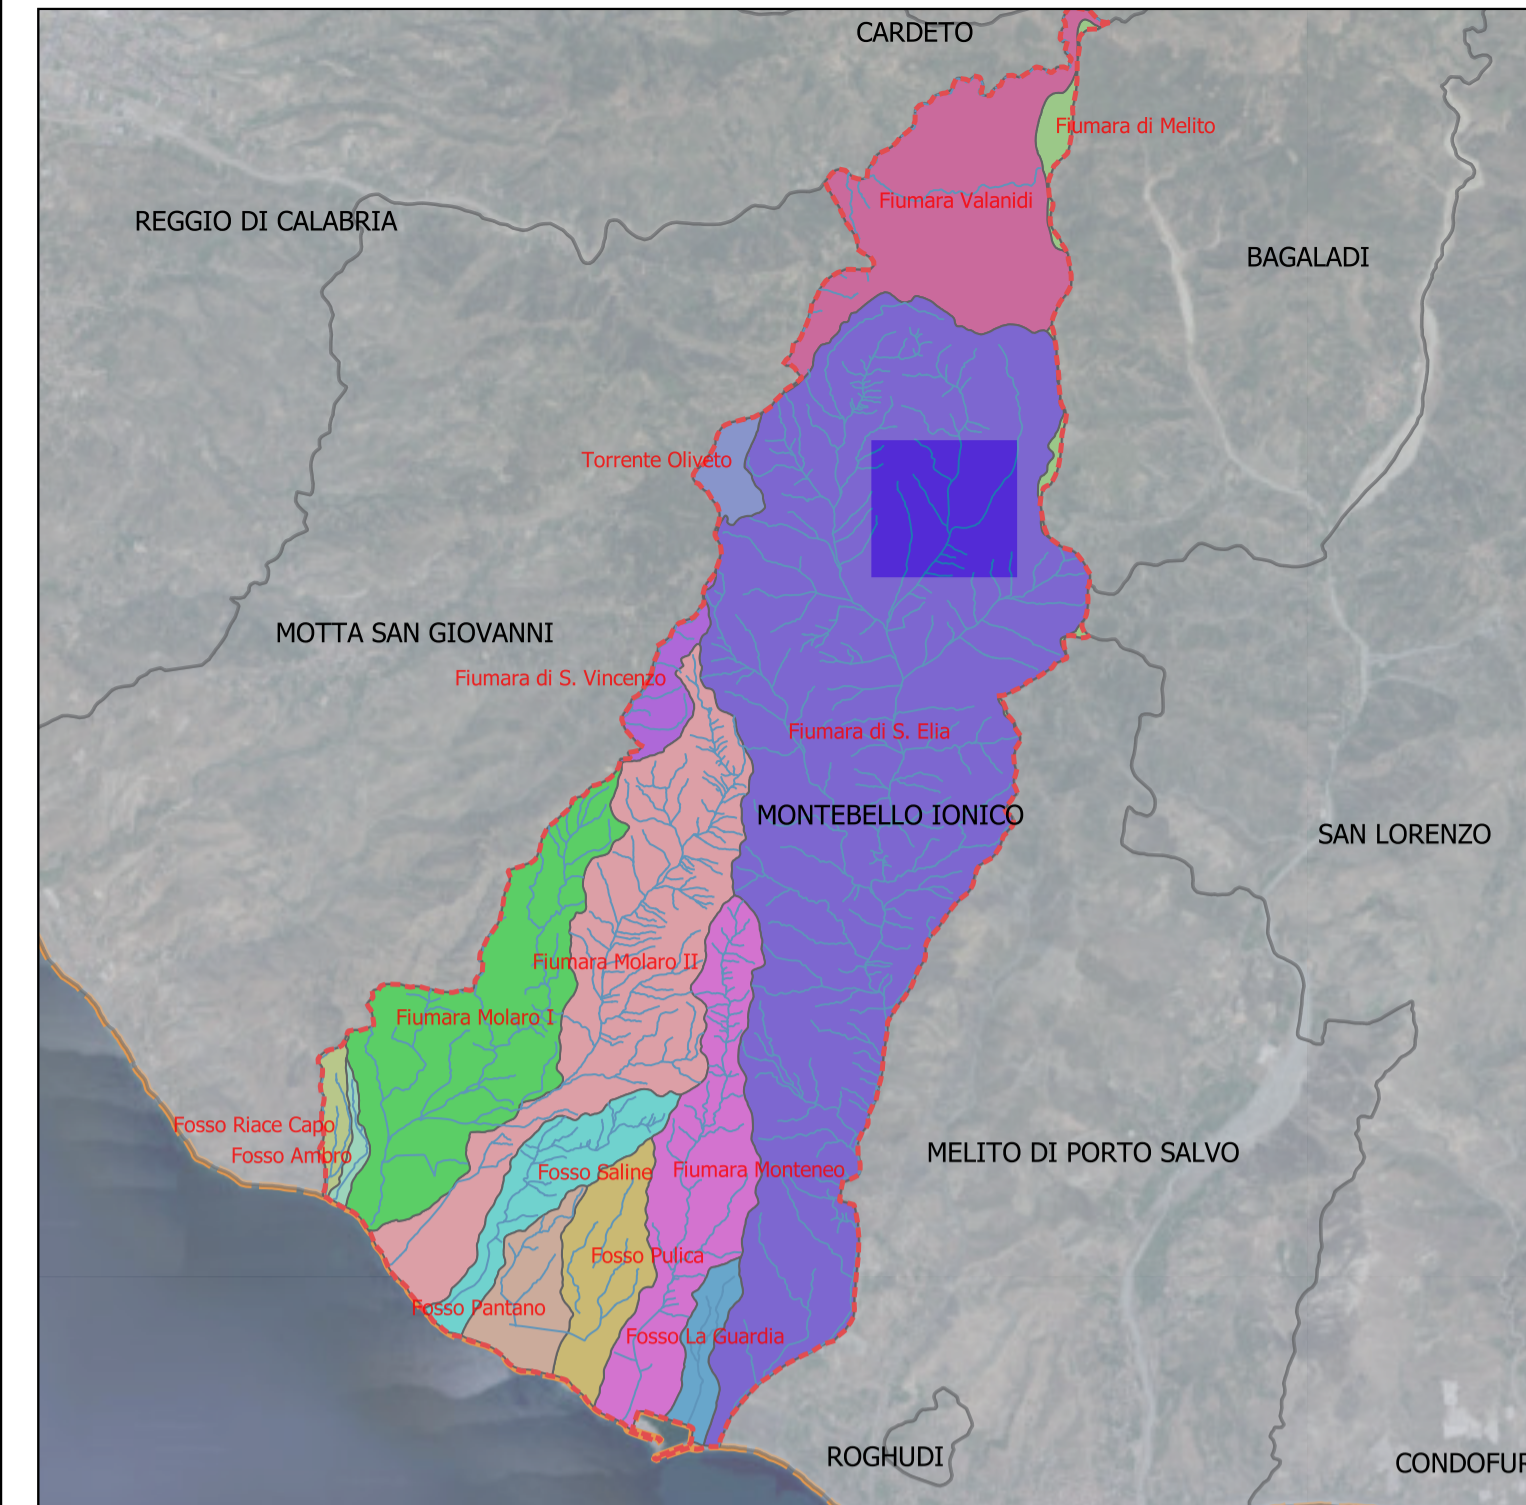 CARDETO
Fiumara di Melito
Fiumara Valanidi
REGGIO DI CALABRIA
BAGALADI
Torrente Oliveto
MOTTA SAN GIOVANNI
Fiumara di S. Vincenzo
Fiumara di S. Elia
MONTEBELLO IONICO
SAN LORENZO
Fiumara Molaro II
Fiumara Molaro I
Fosso Riace Capo
Fosso Ambro
MELITO DI PORTO SALVO
Fosso Saline
Fiumara Monteneo
Fosso Pulica
Fosso Pantano
Fosso La Guardia
ROGHUDI
CONDOFUR